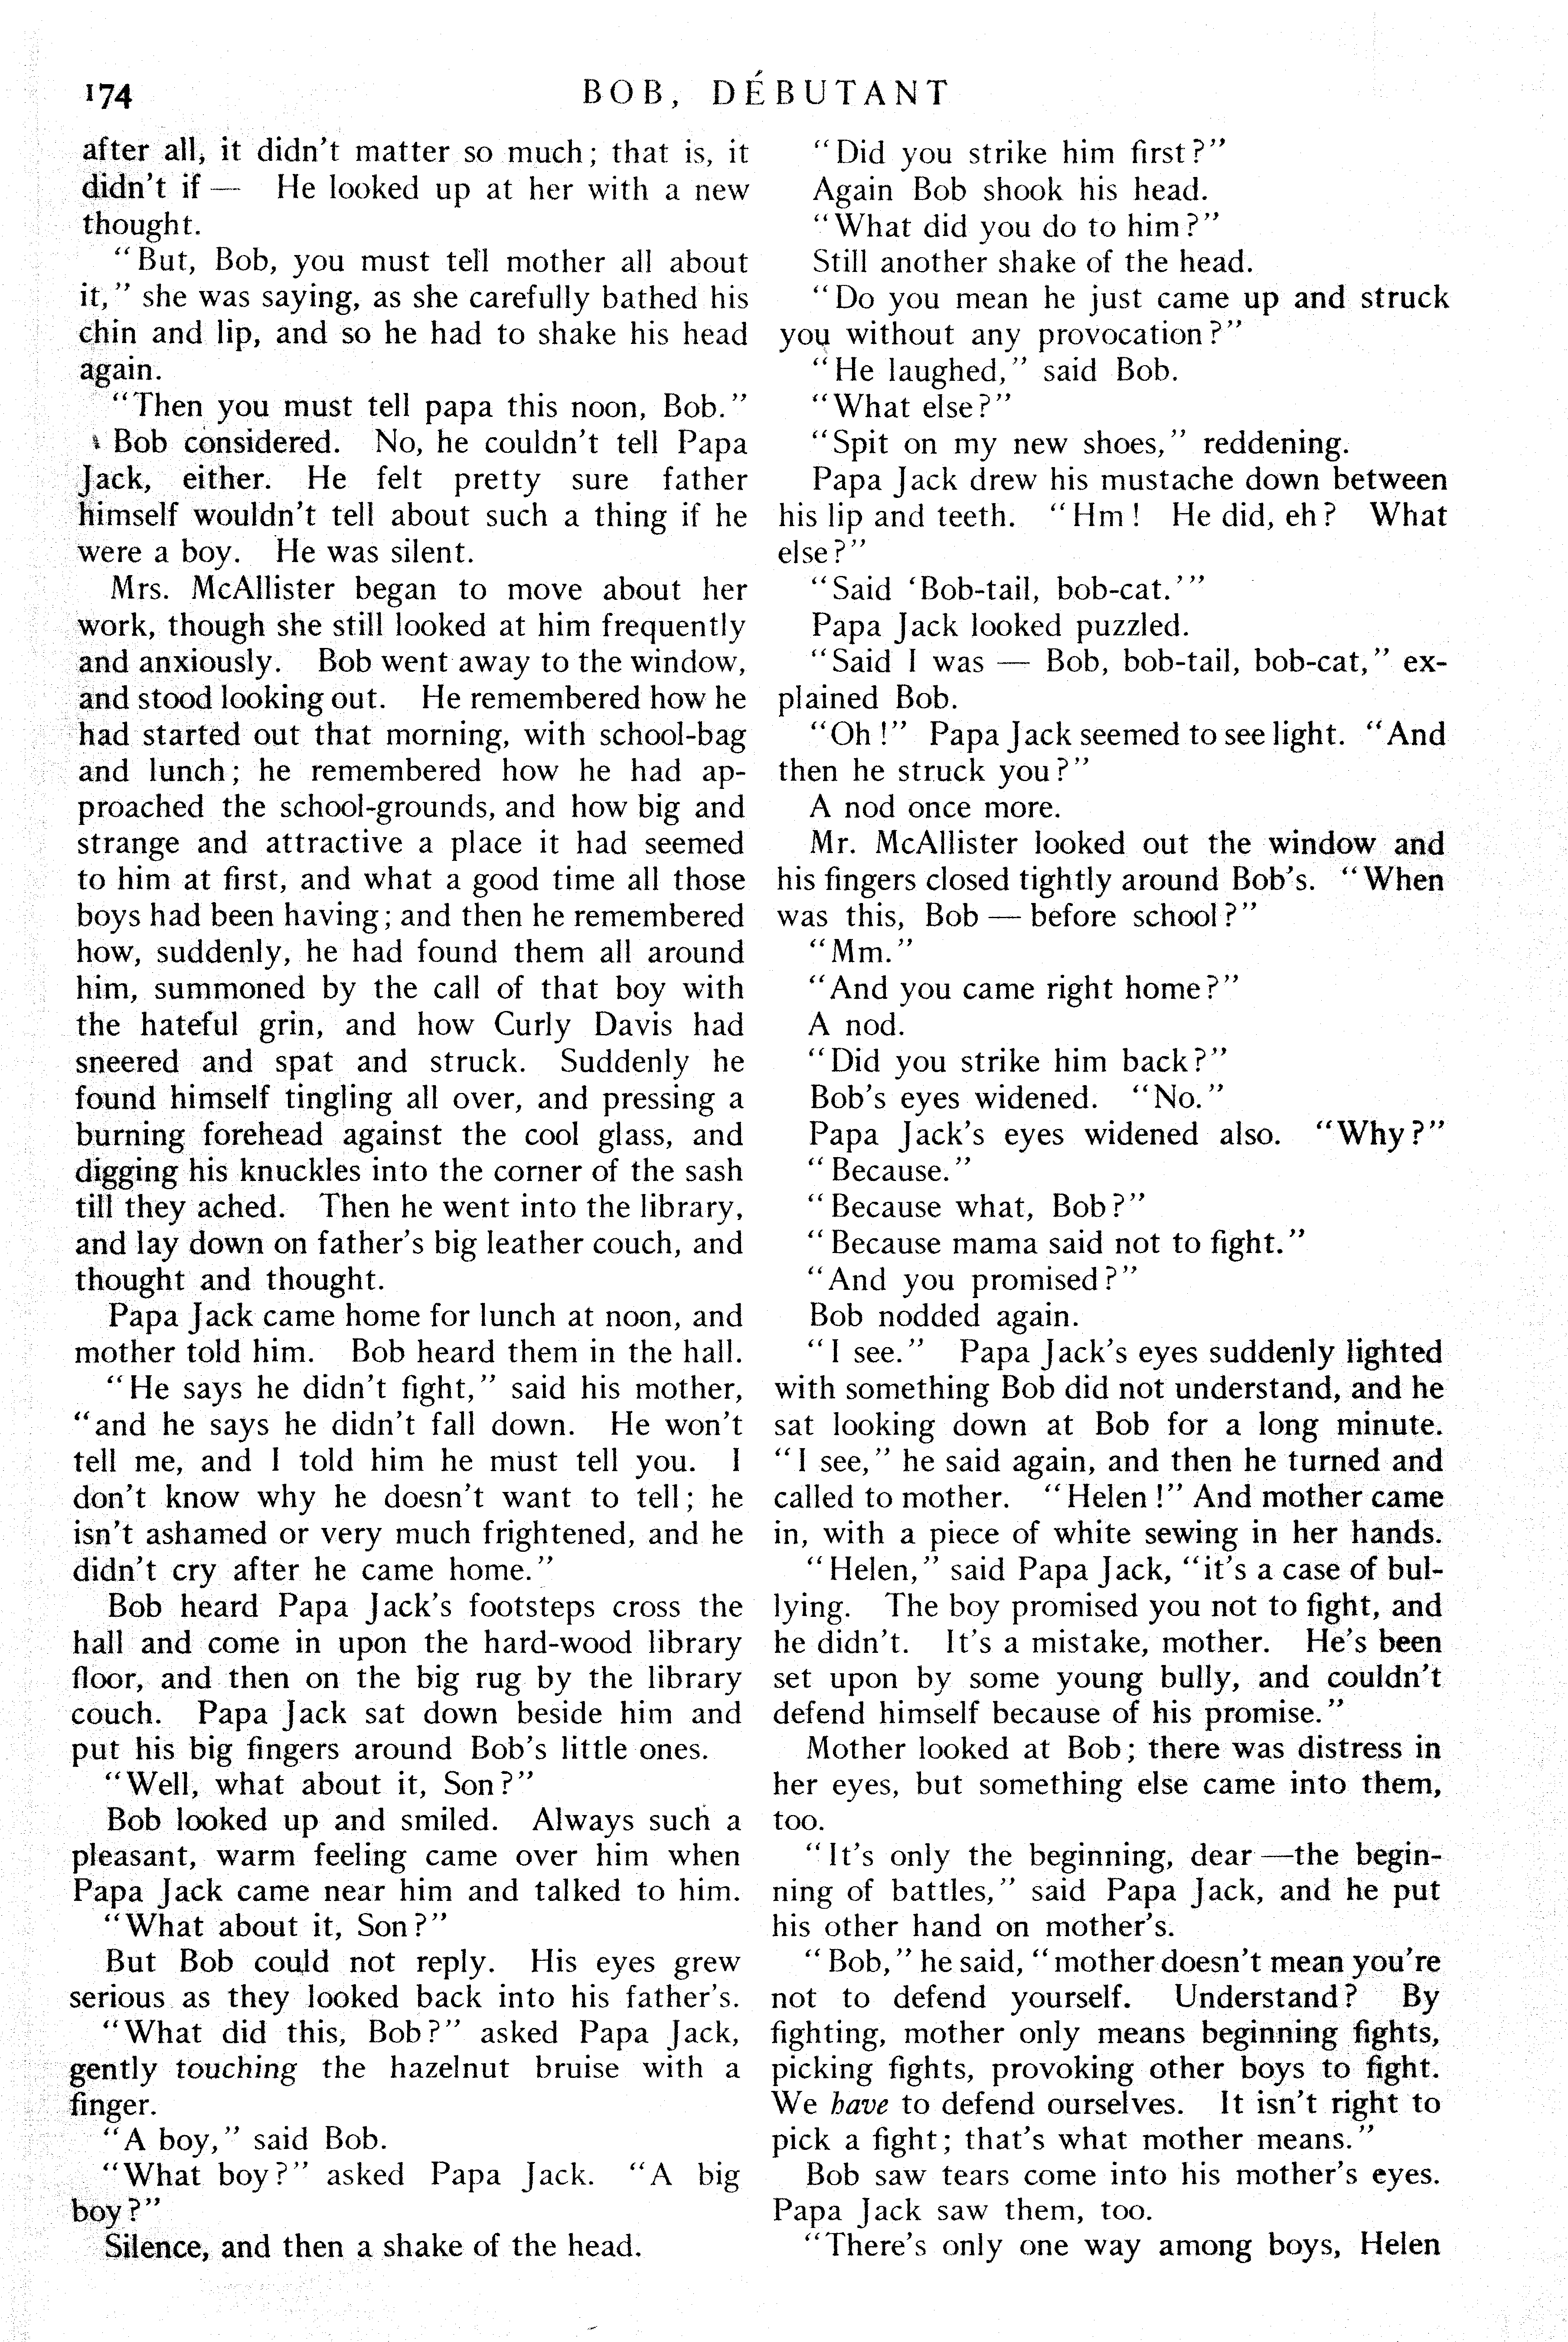 174
BOB, DÉBUTANT
after all, it didn't matter so much; that is, it
didn't if — He looked up at her with a new
thought.
"But, Bob, you must tell mother all about
it," she was saying, as she carefully bathed his
chin and lip, and so he had to shake his head
again.
"Then you must tell papa this noon, Bob."
Bob considered. No, he couldn't tell Papa
Jack, either. He felt pretty sure father
himself wouldn't tell about such a thing if he
were a boy. He was silent.
Mrs. McAllister began to move about her
work, though she still looked at him frequently
and anxiously. Bob went away to the window,
and stood looking out. He remembered how he
had started out that morning, with school-bag
and lunch; he remembered how he had ap-
proached the school-grounds, and how big and
strange and attractive a place it had seemed
to him at first, and what a good time all those
boys had been having; and then he remembered
how, suddenly, he had found them all around
him, summoned by the call of that boy with
the hateful grin, and how Curly Davis had
sneered and spat and struck. Suddenly he
found himself tingling all over, and pressing a
burning forehead against the cool glass, and
digging his knuckles into the corner of the sash
till they ached. Then he went into the library,
and lay down on father's big leather couch, and
thought and thought.
Papa Jack came home for lunch at noon, and
mother told him. Bob heard them in the hall.
"He says he didn't fight," said his mother,
"and he says he didn't fall down. He won't
tell me, and I told him he must tell you. I
don't know why he doesn't want to tell; he
isn't ashamed or very much frightened, and he
didn't cry after he came home."
Bob heard Papa Jack's footsteps cross the
hall and come in upon the hard-wood library
floor, and then on the big rug by the library
couch. Papa Jack sat down beside him and
put his big fingers around Bob's little ones.
"Well, what about it, Son?"
Bob looked up and smiled. Always such a
pleasant, warm feeling came over him when
Papa Jack came near him and talked to him.
"What about it, Son?"
But Bob could not reply. His eyes grew
serious as they looked back into his father's.
"What did this, Bob?" asked Papa Jack,
gently touching the hazelnut bruise with a
finger.
"A boy," said Bob.
"What boy?" asked Papa Jack. "A big
boy?"
Silence, and then a shake of the head.
"Did you strike him first?"
Again Bob shook his head.
"What did you do to him?"
Still another shake of the head.
"Do you mean he just came up and struck
you without any provocation?"
"He laughed," said Bob.
"What else?"
"Spit on my new shoes," reddening.
Papa Jack drew his mustache down between
his lip and teeth. "Hm! He did, eh? What
else?"
"Said 'Bob-tail, bob-cat.'"
Papa Jack looked puzzled.
"Said I was — Bob, bob-tail, bob-cat," ex-
plained Bob.
"Oh!" Papa Jack seemed to see light. "And
then he struck you?"
A nod once more.
Mr. McAllister looked out the window and
his fingers closed tightly around Bob's. "When
was this, Bob — before school?"
"Mm."
"And you came right home?"
A nod.
"Did you strike him back?"
Bob's eyes widened. "No."
Papa Jack's eyes widened also. "Why?"
"Because."
"Because what, Bob?"
"Because mama said not to fight."
"And you promised?"
Bob nodded again.
"I see." Papa Jack's eyes suddenly lighted
with something Bob did not understand, and he
sat looking down at Bob for a long minute.
"I see," he said again, and then he turned and
called to mother. "Helen!" And mother came
in, with a piece of white sewing in her hands.
"Helen," said Papa Jack, "it's a case of bul-
lying. The boy promised you not to fight, and
he didn't. It's a mistake, mother. He's been
set upon by some young bully, and couldn't
defend himself because of his promise."
Mother looked at Bob; there was distress in
her eyes, but something else came into them,
too.
"It's only the beginning, dear —the begin-
ning of battles," said Papa Jack, and he put
his other hand on mother's.
"Bob," he said, "mother doesn't mean you're
not to defend yourself. Understand? By
fighting, mother only means beginning fights,
picking fights, provoking other boys to fight.
We have to defend ourselves. It isn't right to
pick a fight; that's what mother means."
Bob saw tears come into his mother's eyes.
Papa Jack saw them, too.
"There's only one way among boys, Helen